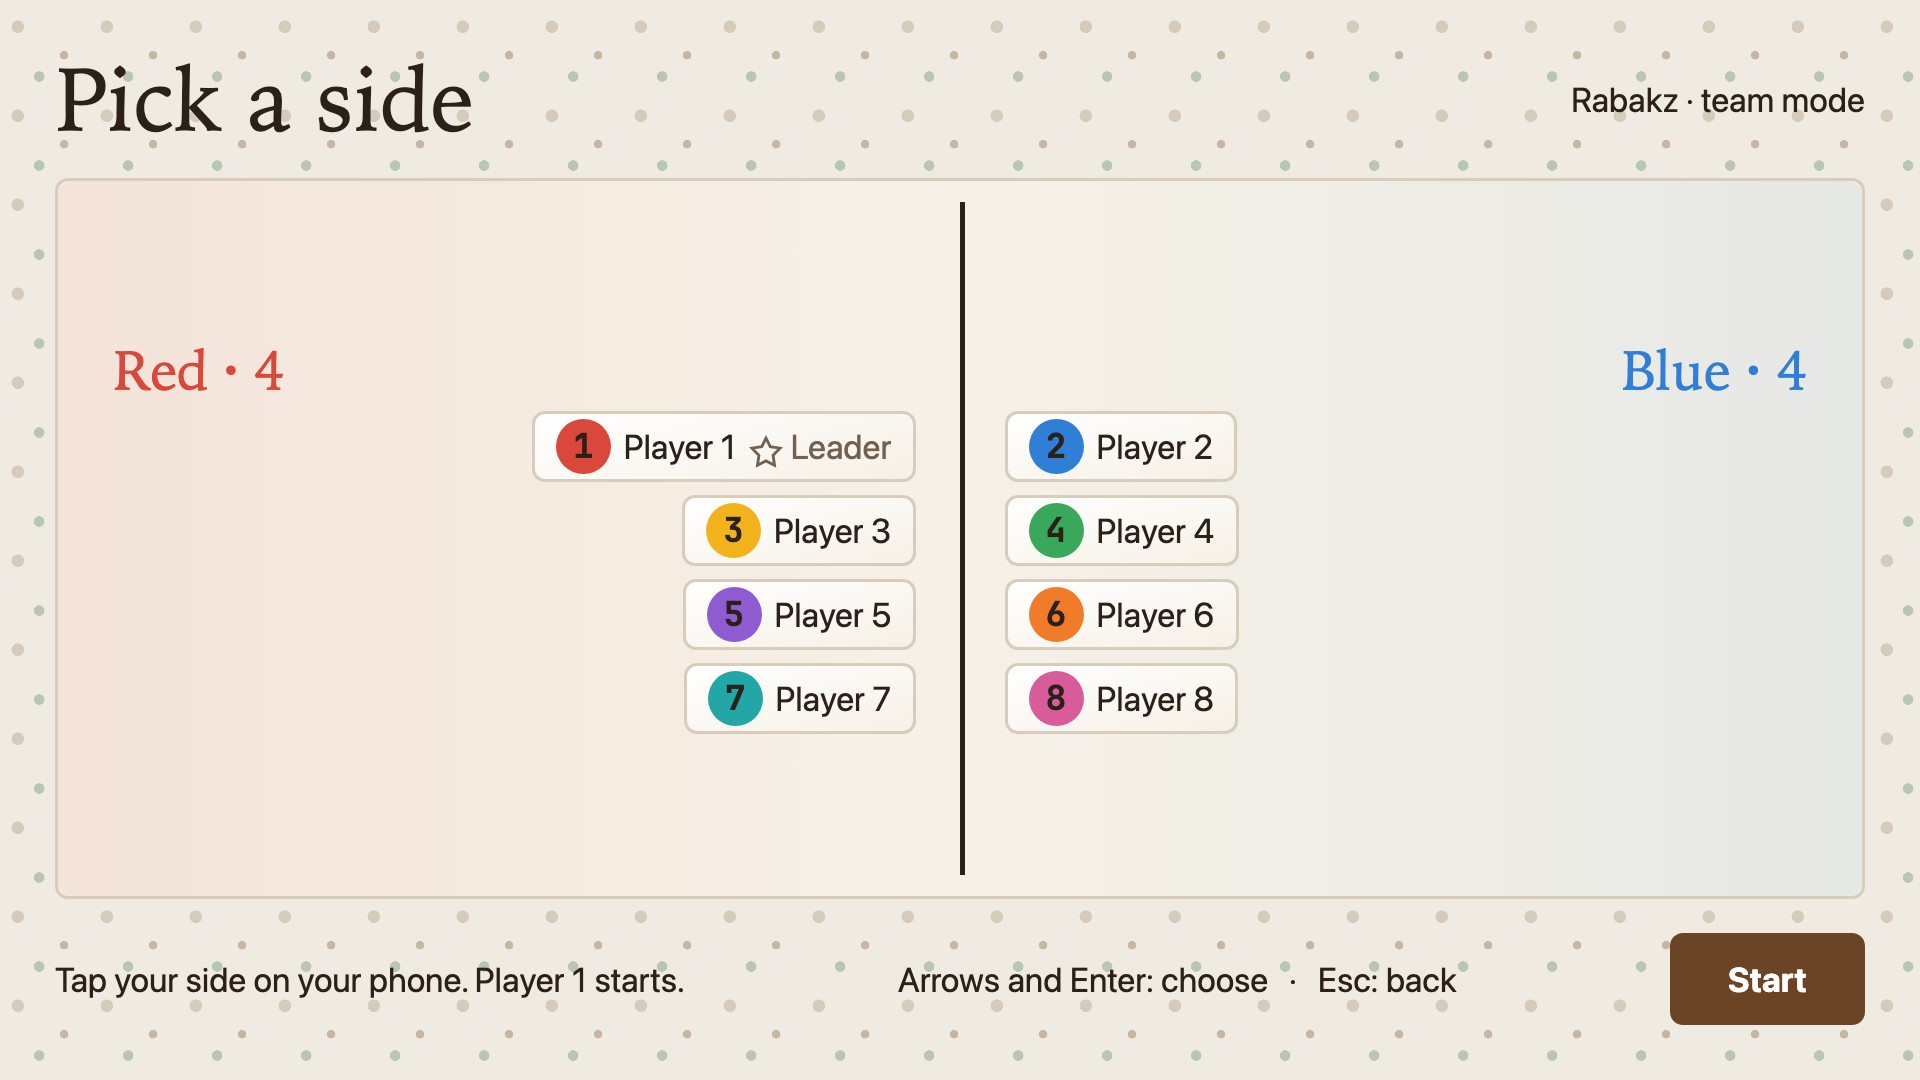 Pick a side
Rabakz · team mode
Red · 4
Blue · 4
1 Player 1 Leader
2 Player 2
3 Player 3
4 Player 4
5 Player 5
6 Player 6
7 Player 7
8 Player 8
Tap your side on your phone. Player 1 starts.
Arrows and Enter: choose · Esc: back
Start